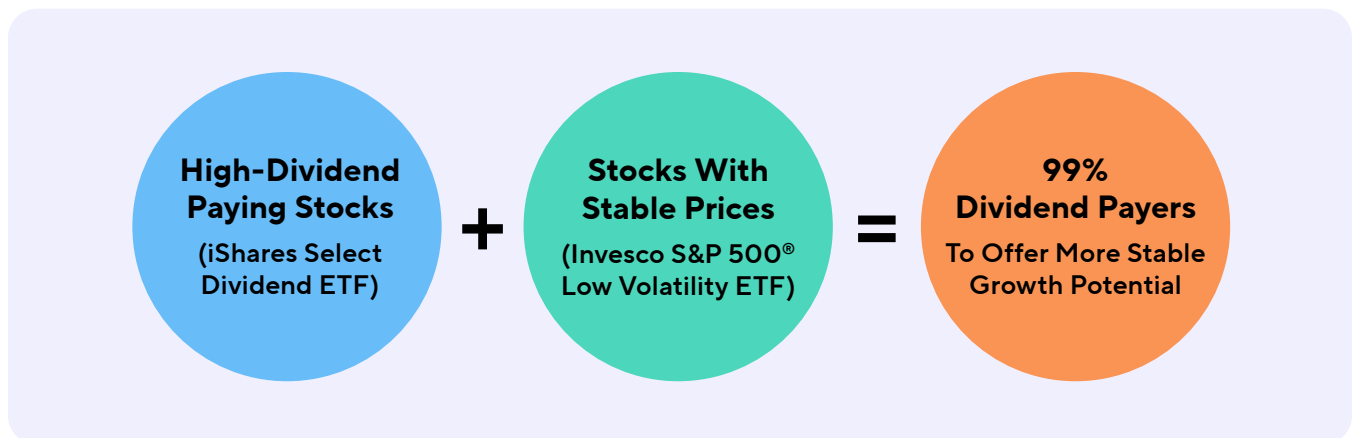 High-Dividend
Paying Stocks
(iShares Select
Dividend ETF)
+
Stocks With
Stable Prices
(Invesco S&P 500®
Low Volatility ETF)
=
99%
Dividend Payers
To Offer More Stable
Growth Potential